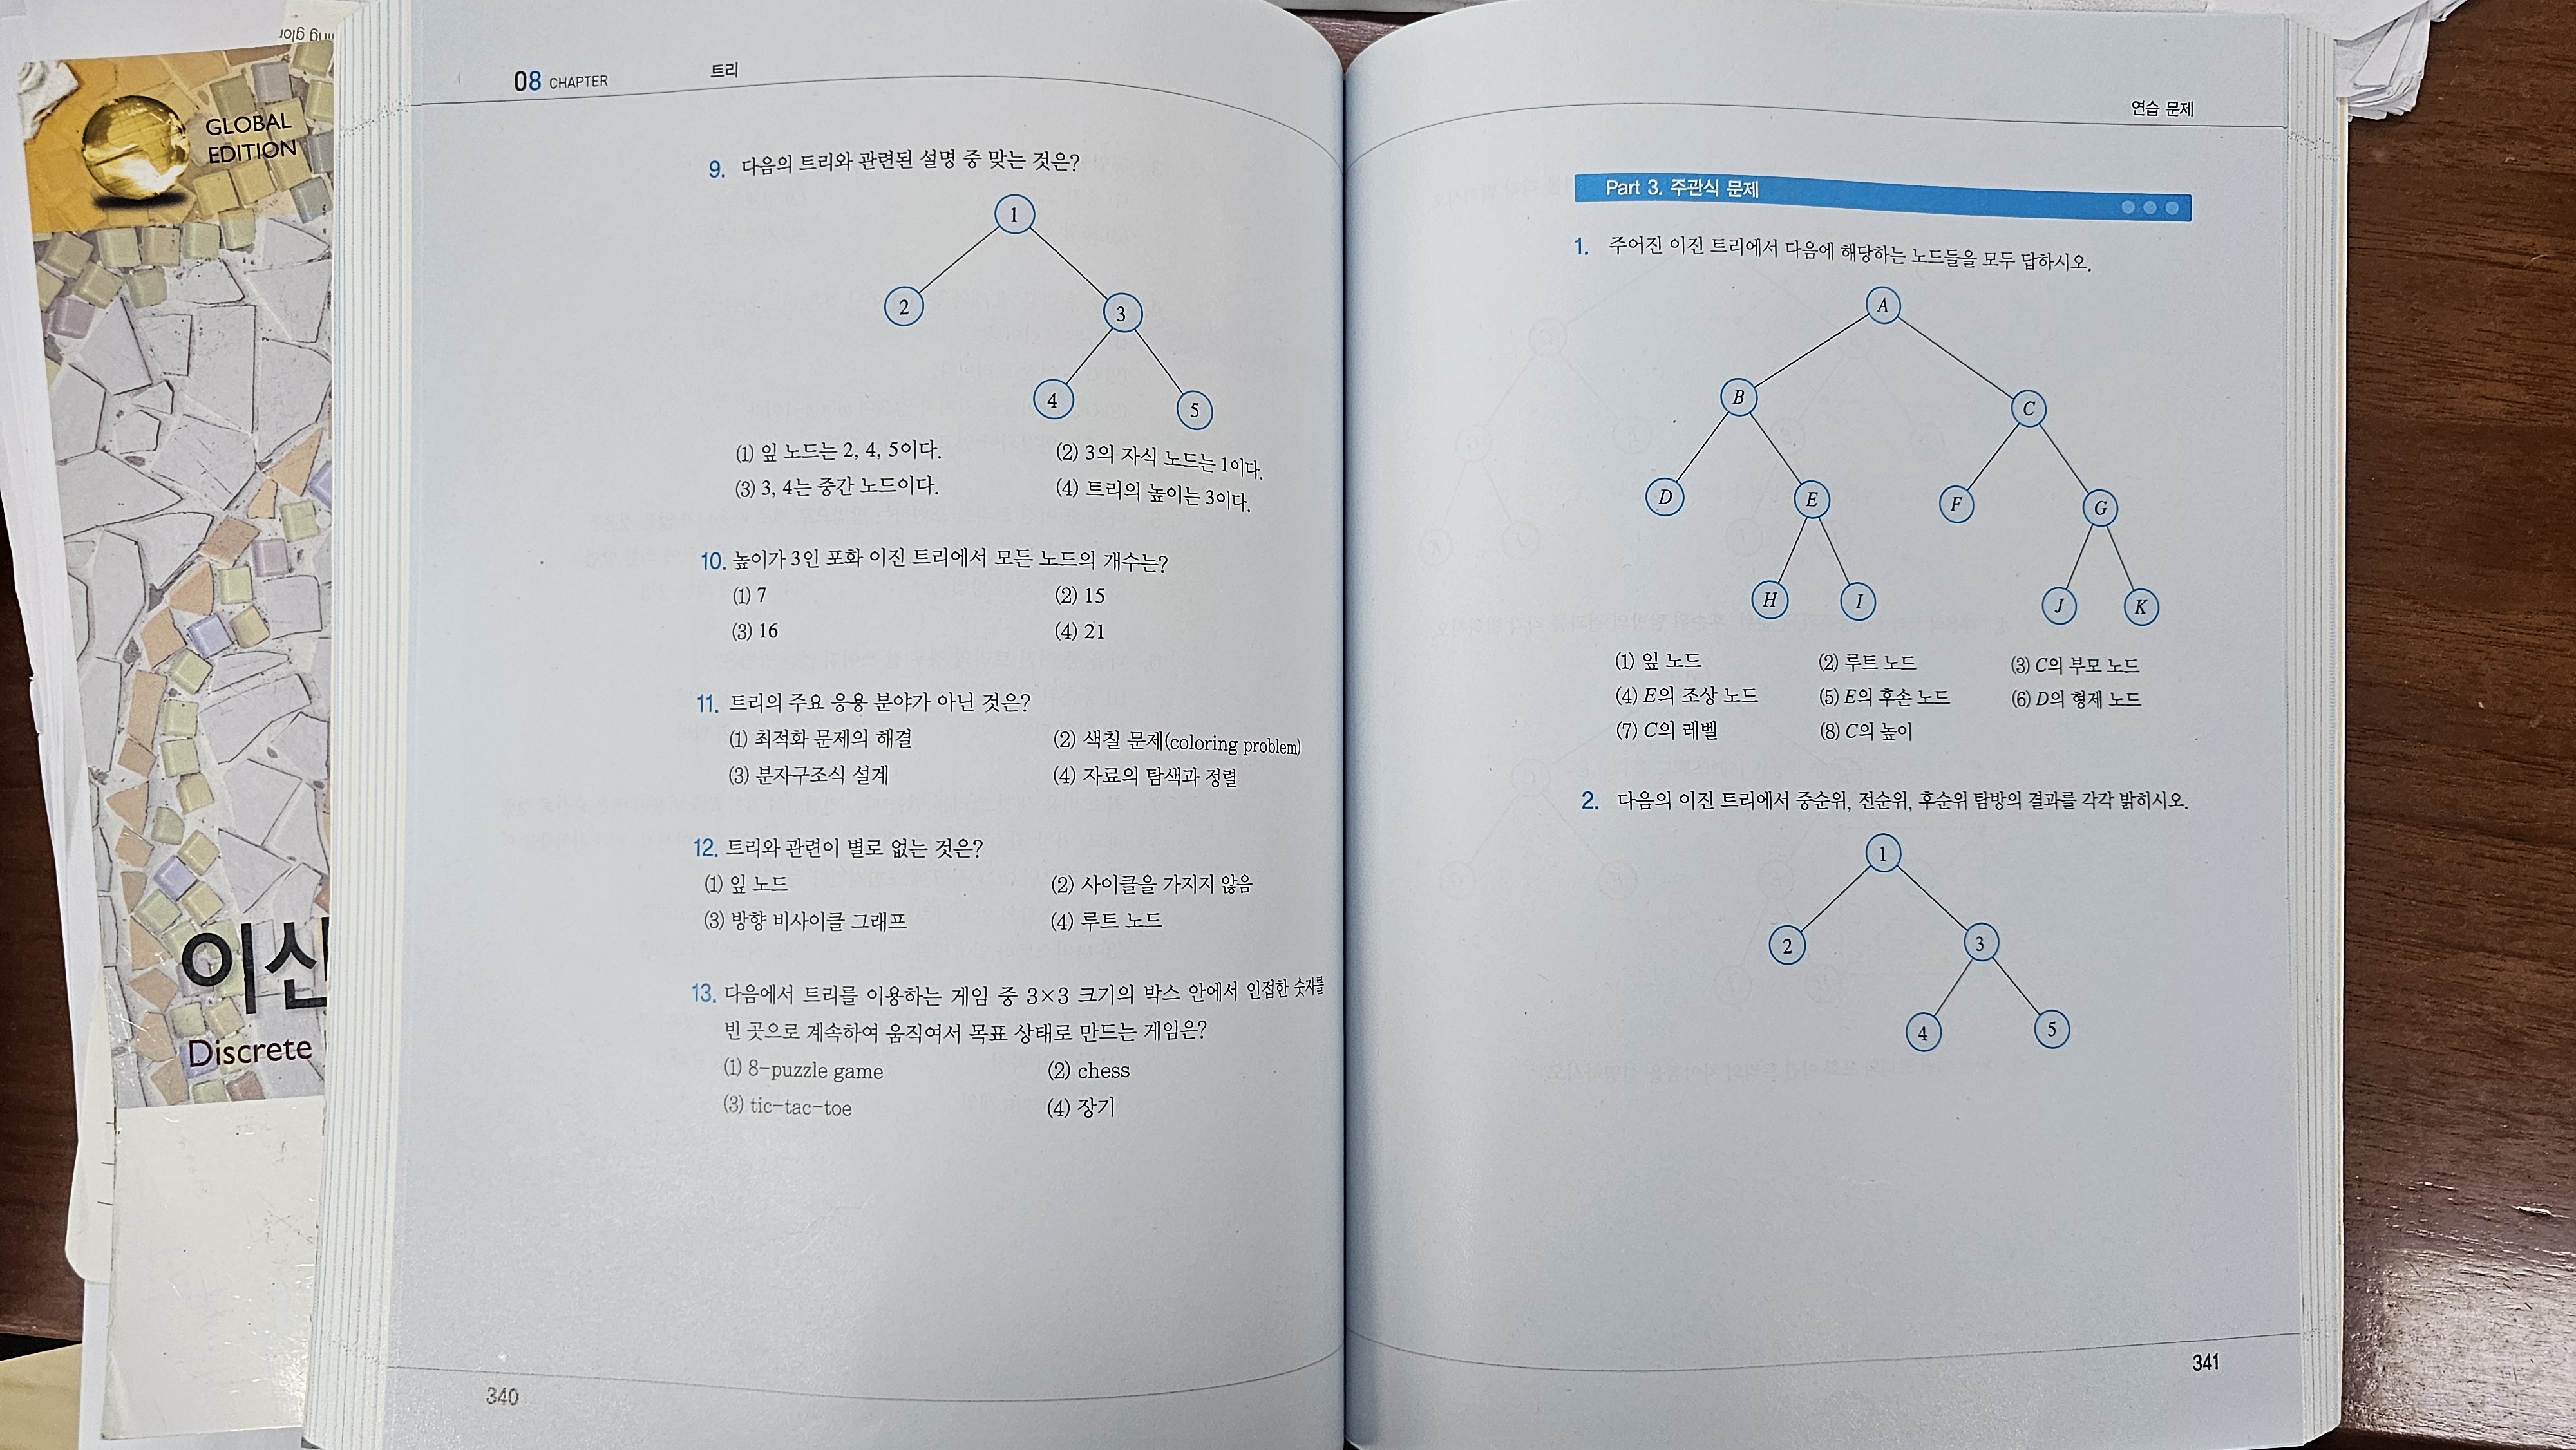 GLOBAL
EDITION
Discrete
08 CHAPTER 트리
9. 다음의 트리와 관련된 설명 중 맞는 것은?
1
2
3
4
5
(1) 잎 노드는 2, 4, 5이다. (2) 3의 자식 노드는 1이다.
(3) 3, 4는 중간 노드이다. (4) 트리의 높이는 3이다.
10. 높이가 3인 포화 이진 트리에서 모든 노드의 개수는?
(1) 7 (2) 15
(3) 16 (4) 21
11. 트리의 주요 응용 분야가 아닌 것은?
(1) 최적화 문제의 해결 (2) 색칠 문제(coloring problem)
(3) 분자구조식 설계 (4) 자료의 탐색과 정렬
12. 트리와 관련이 별로 없는 것은?
(1) 잎 노드 (2) 사이클을 가지지 않음
(3) 방향 비사이클 그래프 (4) 루트 노드
13. 다음에서 트리를 이용하는 게임 중 3×3 크기의 박스 안에서 인접한 숫자를
빈 곳으로 계속하여 움직여서 목표 상태로 만드는 게임은?
(1) 8-puzzle game (2) chess
(3) tic-tac-toe (4) 장기
340
연습 문제
Part 3. 주관식 문제
1. 주어진 이진 트리에서 다음에 해당하는 노드들을 모두 답하시오.
A
B C
D E F G
H I J K
(1) 잎 노드 (2) 루트 노드 (3) C의 부모 노드
(4) E의 조상 노드 (5) E의 후손 노드 (6) D의 형제 노드
(7) C의 레벨 (8) C의 높이
2. 다음의 이진 트리에서 중순위, 전순위, 후순위 탐방의 결과를 각각 밝히시오.
1
2 3
4 5
341